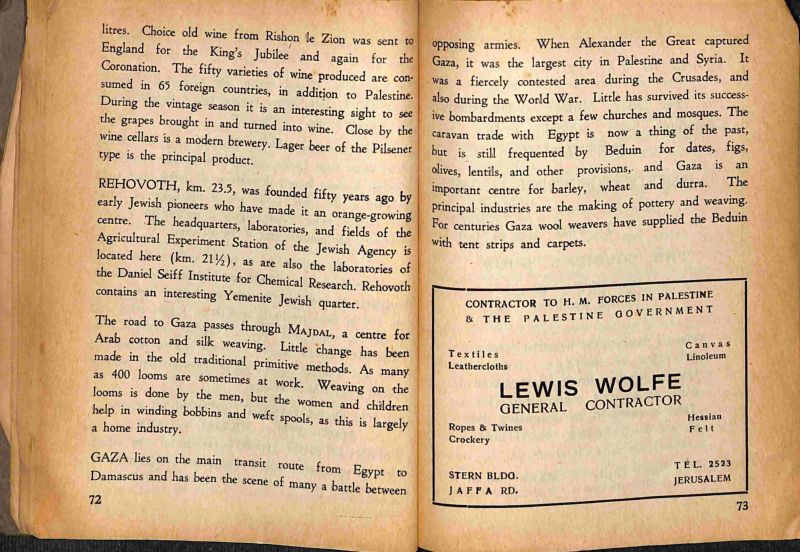 litres. Choice old wine from Rishon le Zion was sent to
England for the King's Jubilee and again for the
Coronation. The fifty varieties of wine produced are con-
sumed in 65 foreign countries, in addition to Palestine.
During the vintage season it is an interesting sight to see
the grapes brought in and turned into wine. Close by the
wine cellars is a modern brewery. Lager beer of the Pilsener
type is the principal product.
REHOVOTH, km. 23.5, was founded fifty years ago by
early Jewish pioneers who have made it an orange-growing
centre. The headquarters, laboratories, and fields of the
Agricultural Experiment Station of the Jewish Agency is
located here (km. 21½), as are also the laboratories of
the Daniel Seiff Institute for Chemical Research. Rehovoth
contains an interesting Yemenite Jewish quarter.
The road to Gaza passes through MAJDAL, a centre for
Arab cotton and silk weaving. Little change has been
made in the old traditional primitive methods. As many
as 400 looms are sometimes at work. Weaving on the
looms is done by the men, but the women and children
help in winding bobbins and weft spools, as this is largely
a home industry.
GAZA lies on the main transit route from Egypt to
Damascus and has been the scene of many a battle between
72
opposing armies. When Alexander the Great captured
Gaza, it was the largest city in Palestine and Syria. It
was a fiercely contested area during the Crusades, and
also during the World War. Little has survived its success-
ive bombardments except a few churches and mosques. The
caravan trade with Egypt is now a thing of the past,
but is still frequented by Beduin for dates, figs,
olives, lentils, and other provisions, and Gaza is an
important centre for barley, wheat and durra. The
principal industries are the making of pottery and weaving.
For centuries Gaza wool weavers have supplied the Beduin
with tent strips and carpets.
CONTRACTOR TO H. M. FORCES IN PALESTINE
& THE PALESTINE GOVERNMENT
Textiles
Leathercloths
Canvas
Linoleum
LEWIS WOLFE
GENERAL CONTRACTOR
Ropes & Twines
Crockery
Hessian
Felt
STERN BLDG.
JAFFA RD.
TEL. 2523
JERUSALEM
73